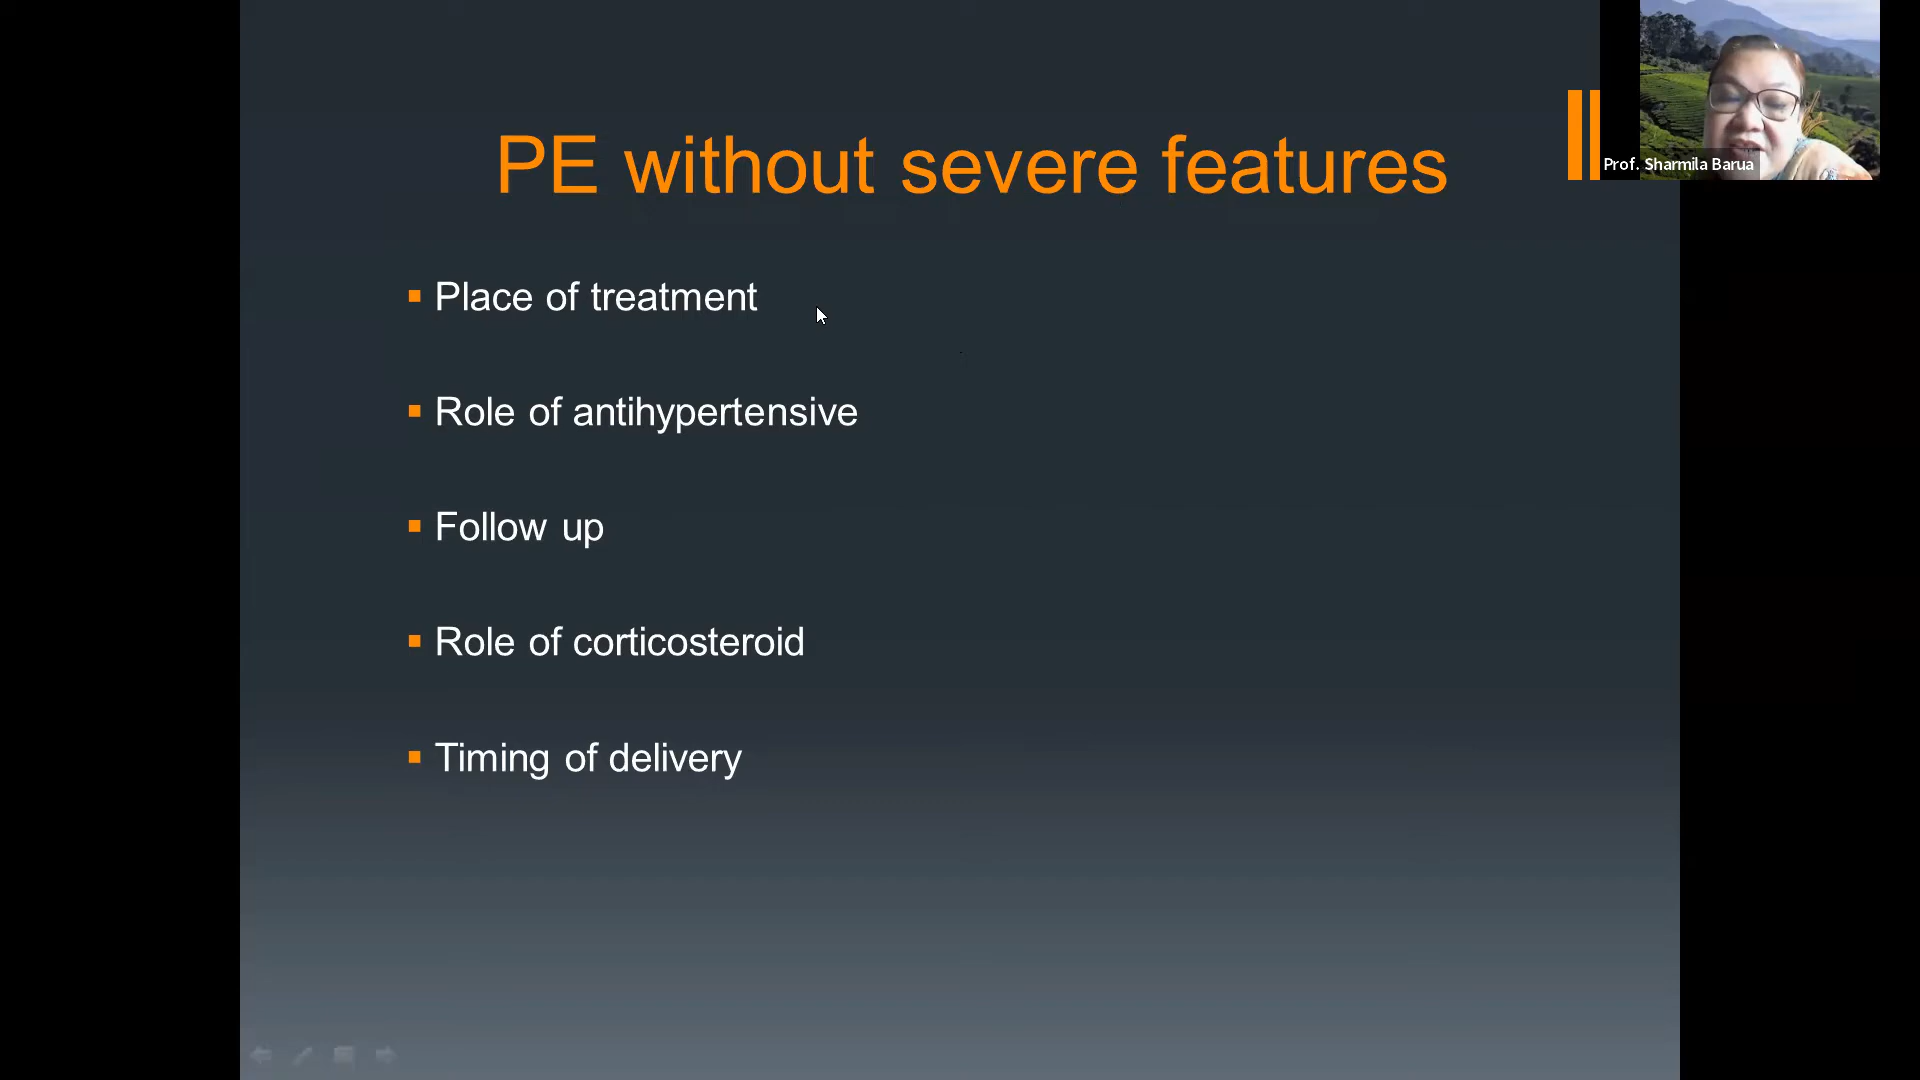 PE without severe features
Prof. Sharmila Barua
Place of treatment
Role of antihypertensive
Follow up
Role of corticosteroid
Timing of delivery